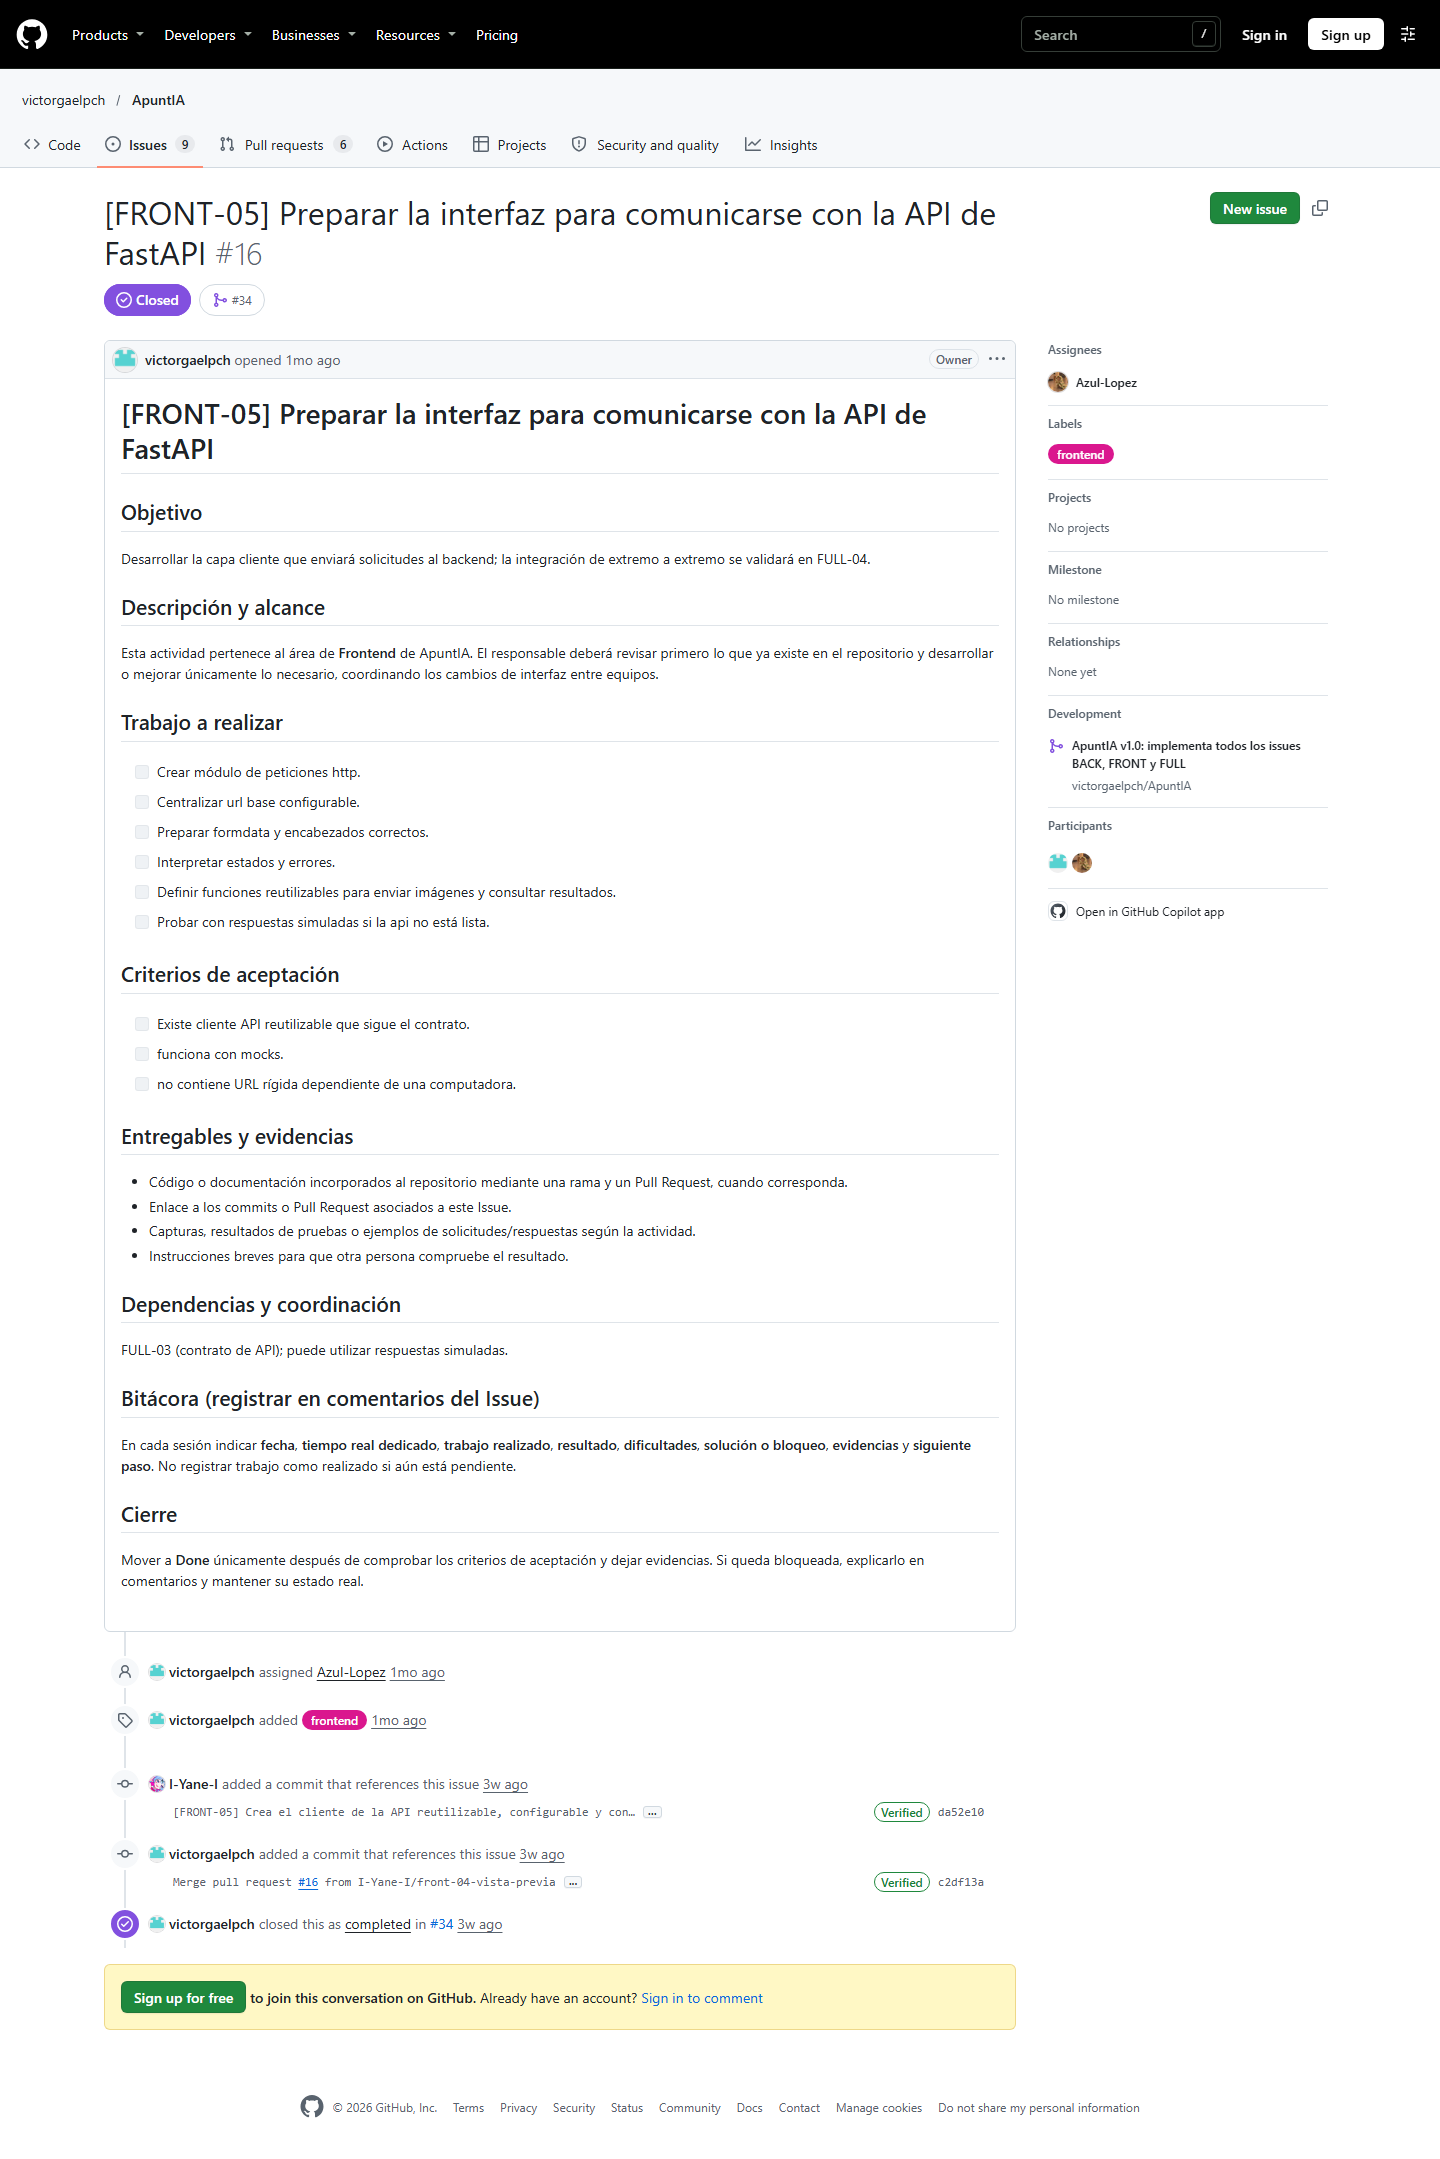 Products Developers Businesses Resources Pricing Search / Sign in Sign up
victorgaelpch / ApuntIA
Code Issues 9 Pull requests 6 Actions Projects Security and quality Insights
[FRONT-05] Preparar la interfaz para comunicarse con la API de
FastAPI #16
New issue
Closed #34
victorgaelpch opened 1mo ago Owner
[FRONT-05] Preparar la interfaz para comunicarse con la API de
FastAPI
Objetivo
Desarrollar la capa cliente que enviará solicitudes al backend; la integración de extremo a extremo se validará en FULL-04.
Descripción y alcance
Esta actividad pertenece al área de Frontend de ApuntIA. El responsable deberá revisar primero lo que ya existe en el repositorio y desarrollar
o mejorar únicamente lo necesario, coordinando los cambios de interfaz entre equipos.
Trabajo a realizar
Crear módulo de peticiones http.
Centralizar url base configurable.
Preparar formdata y encabezados correctos.
Interpretar estados y errores.
Definir funciones reutilizables para enviar imágenes y consultar resultados.
Probar con respuestas simuladas si la api no está lista.
Criterios de aceptación
Existe cliente API reutilizable que sigue el contrato.
funciona con mocks.
no contiene URL rígida dependiente de una computadora.
Entregables y evidencias
Código o documentación incorporados al repositorio mediante una rama y un Pull Request, cuando corresponda.
Enlace a los commits o Pull Request asociados a este Issue.
Capturas, resultados de pruebas o ejemplos de solicitudes/respuestas según la actividad.
Instrucciones breves para que otra persona compruebe el resultado.
Dependencias y coordinación
FULL-03 (contrato de API); puede utilizar respuestas simuladas.
Bitácora (registrar en comentarios del Issue)
En cada sesión indicar fecha, tiempo real dedicado, trabajo realizado, resultado, dificultades, solución o bloqueo, evidencias y siguiente
paso. No registrar trabajo como realizado si aún está pendiente.
Cierre
Mover a Done únicamente después de comprobar los criterios de aceptación y dejar evidencias. Si queda bloqueada, explicarlo en
comentarios y mantener su estado real.
Assignees
Azul-Lopez
Labels
frontend
Projects
No projects
Milestone
No milestone
Relationships
None yet
Development
ApuntIA v1.0: implementa todos los issues
BACK, FRONT y FULL
victorgaelpch/ApuntIA
Participants
Open in GitHub Copilot app
victorgaelpch assigned Azul-Lopez 1mo ago
victorgaelpch added frontend 1mo ago
I-Yane-I added a commit that references this issue 3w ago
[FRONT-05] Crea el cliente de la API reutilizable, configurable y con… ... Verified da52e10
victorgaelpch added a commit that references this issue 3w ago
Merge pull request #16 from I-Yane-I/front-04-vista-previa ... Verified c2df13a
victorgaelpch closed this as completed in #34 3w ago
Sign up for free to join this conversation on GitHub. Already have an account? Sign in to comment
© 2026 GitHub, Inc. Terms Privacy Security Status Community Docs Contact Manage cookies Do not share my personal information